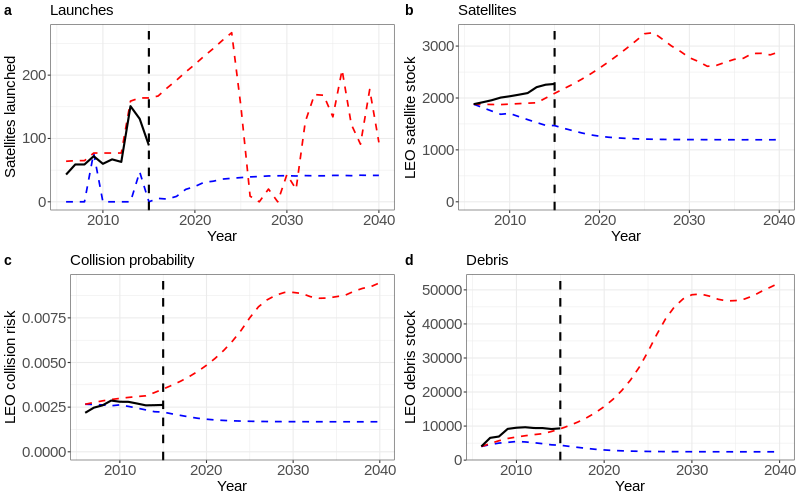 a Launches
Satellites launched
200
100
0
2010 2020 2030 2040
Year
b Satellites
LEO satellite stock
3000
2000
1000
0
2010 2020 2030 2040
Year
c Collision probability
LEO collision risk
0.0075
0.0050
0.0025
0.0000
2010 2020 2030 2040
Year
d Debris
LEO debris stock
50000
40000
30000
20000
10000
0
2010 2020 2030 2040
Year